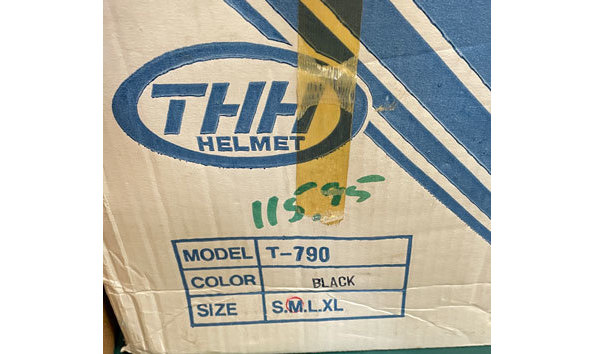 THH
HELMET
115.95
MODEL T-790
COLOR BLACK
SIZE S.M.L.XL